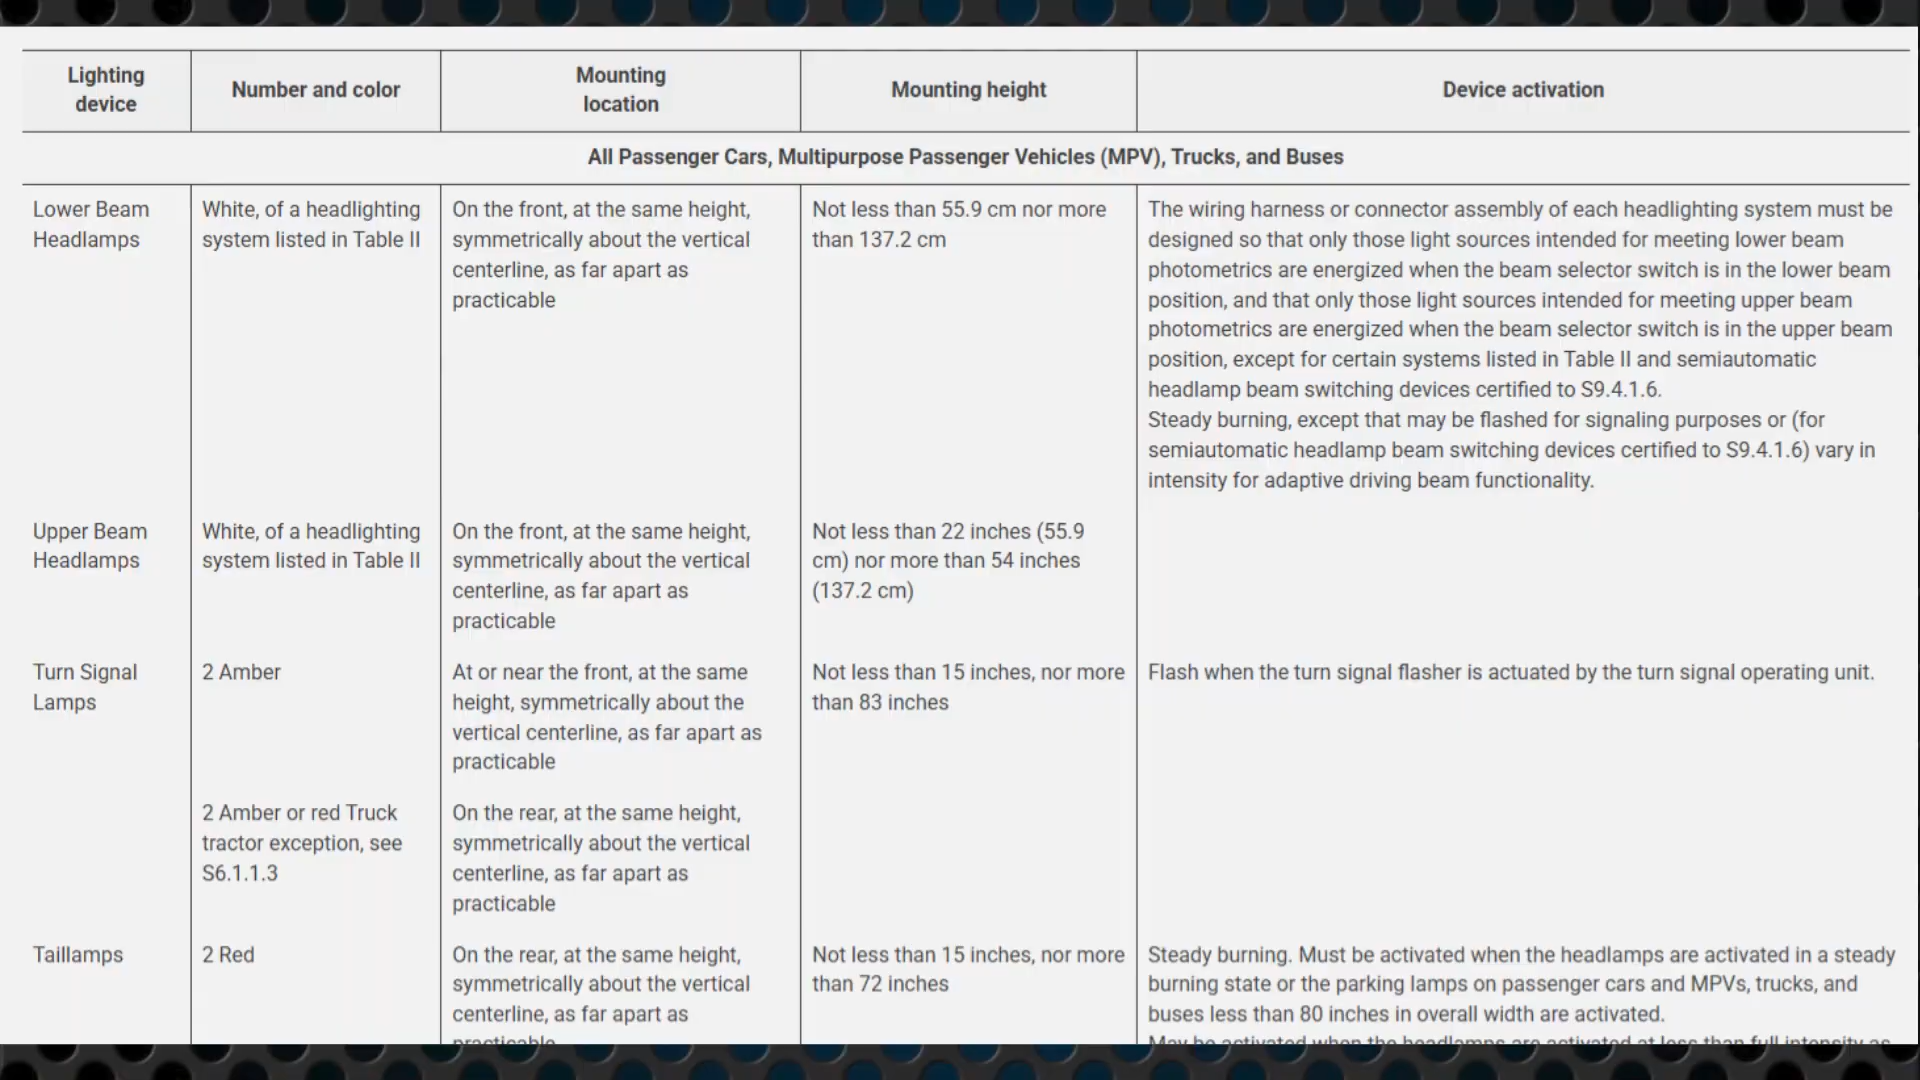 Lighting
device
Number and color
Mounting
location
Mounting height
Device activation
All Passenger Cars, Multipurpose Passenger Vehicles (MPV), Trucks, and Buses
Lower Beam
Headlamps
White, of a headlighting
system listed in Table II
On the front, at the same height,
symmetrically about the vertical
centerline, as far apart as
practicable
Not less than 55.9 cm nor more
than 137.2 cm
The wiring harness or connector assembly of each headlighting system must be
designed so that only those light sources intended for meeting lower beam
photometrics are energized when the beam selector switch is in the lower beam
position, and that only those light sources intended for meeting upper beam
photometrics are energized when the beam selector switch is in the upper beam
position, except for certain systems listed in Table II and semiautomatic
headlamp beam switching devices certified to S9.4.1.6.
Steady burning, except that may be flashed for signaling purposes or (for
semiautomatic headlamp beam switching devices certified to S9.4.1.6) vary in
intensity for adaptive driving beam functionality.
Upper Beam
Headlamps
White, of a headlighting
system listed in Table II
On the front, at the same height,
symmetrically about the vertical
centerline, as far apart as
practicable
Not less than 22 inches (55.9
cm) nor more than 54 inches
(137.2 cm)
Turn Signal
Lamps
2 Amber
At or near the front, at the same
height, symmetrically about the
vertical centerline, as far apart as
practicable
Not less than 15 inches, nor more
than 83 inches
Flash when the turn signal flasher is actuated by the turn signal operating unit.
2 Amber or red Truck
tractor exception, see
S6.1.1.3
On the rear, at the same height,
symmetrically about the vertical
centerline, as far apart as
practicable
Taillamps
2 Red
On the rear, at the same height,
symmetrically about the vertical
centerline, as far apart as
practicable
Not less than 15 inches, nor more
than 72 inches
Steady burning. Must be activated when the headlamps are activated in a steady
burning state or the parking lamps on passenger cars and MPVs, trucks, and
buses less than 80 inches in overall width are activated.
May be activated when the headlamps are activated at less than full intensity as